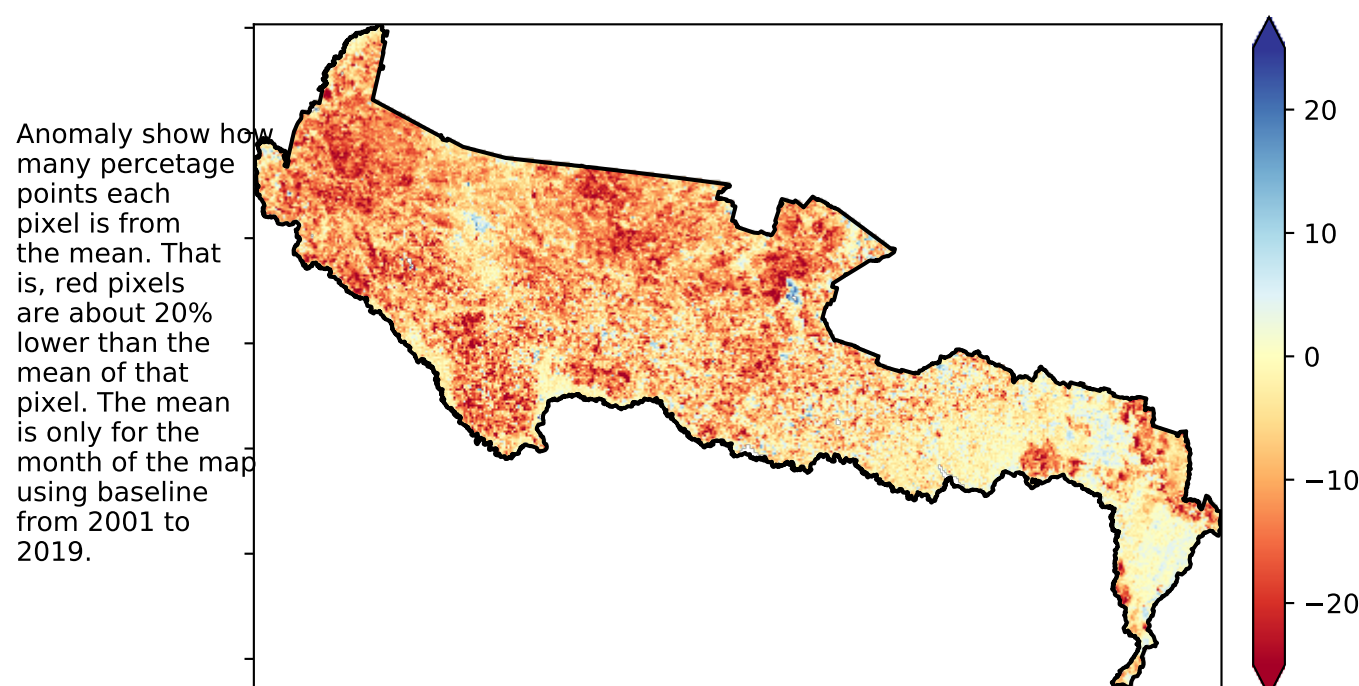 Anomaly show how
many percetage
points each
pixel is from
the mean. That
is, red pixels
are about 20%
lower than the
mean of that
pixel. The mean
is only for the
month of the map
using baseline
from 2001 to
2019.
20
10
0
−10
−20